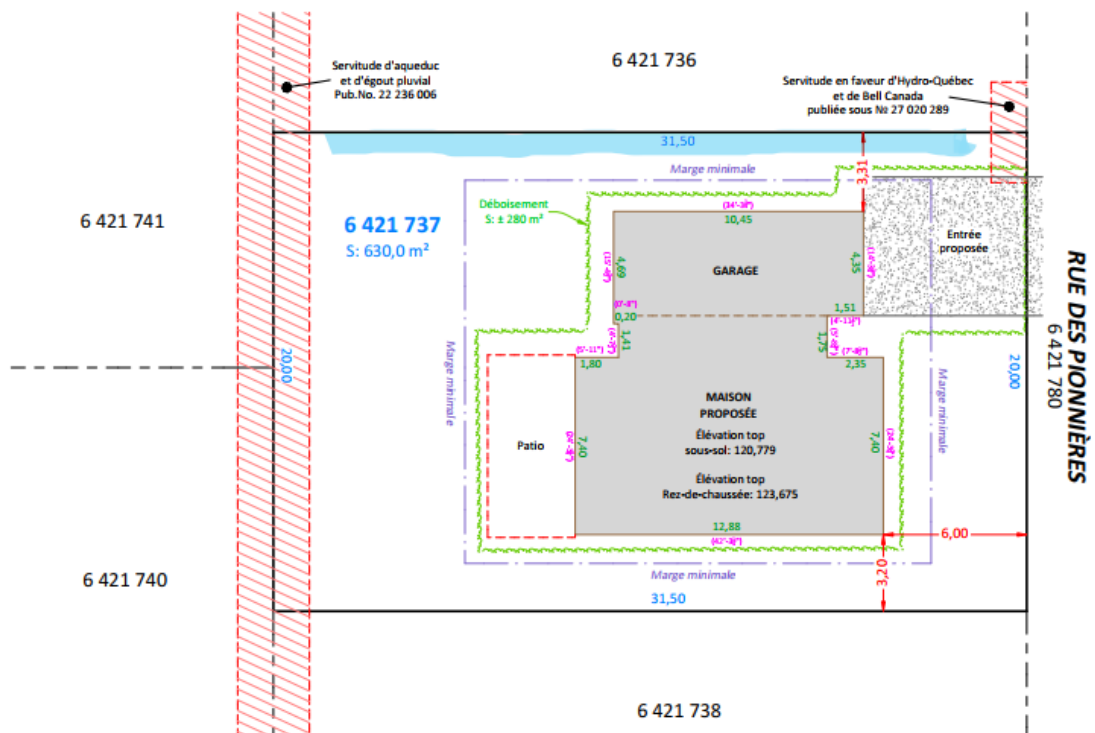 Servitude d'aqueduc
et d'égout pluvial
Pub.No. 22 236 006
6 421 736
Servitude en faveur d'Hydro-Québec
et de Bell Canada
publiée sous № 27 020 289
31,50
Marge minimale
3,31
6 421 741
6 421 737
S: 630,0 m²
Déboisement
S: ± 280 m²
10,45
4,69
GARAGE
4,35
Entrée
proposée
RUE DES PIONNIÈRES
6 421 780
(0'-8")
0,20
1,51
1,41
1,75
(5'-11")
1,80
2,35
20,00
Marge minimale
MAISON
PROPOSÉE
Élévation top
sous-sol: 120,779
Élévation top
Rez-de-chaussée: 123,675
Patio
7,40
7,40
Marge minimale
20,00
12,88
6,00
3,20
Marge minimale
31,50
6 421 740
6 421 738